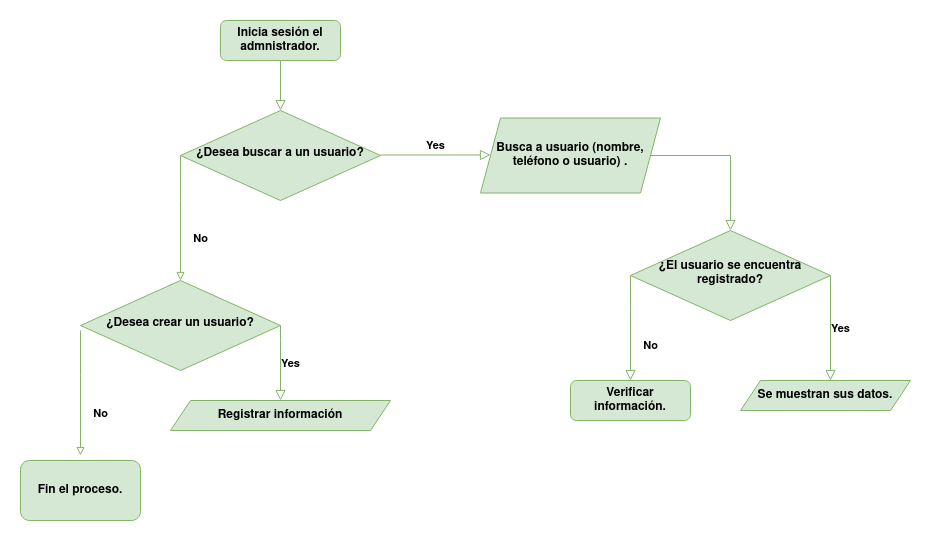 Inicia sesión el
admnistrador.
¿Desea buscar a un usuario?
Yes
Busca a usuario (nombre,
teléfono o usuario) .
No
¿El usuario se encuentra
registrado?
¿Desea crear un usuario?
Yes
No
Yes
No
Registrar información
Verificar
información.
Se muestran sus datos.
Fin el proceso.